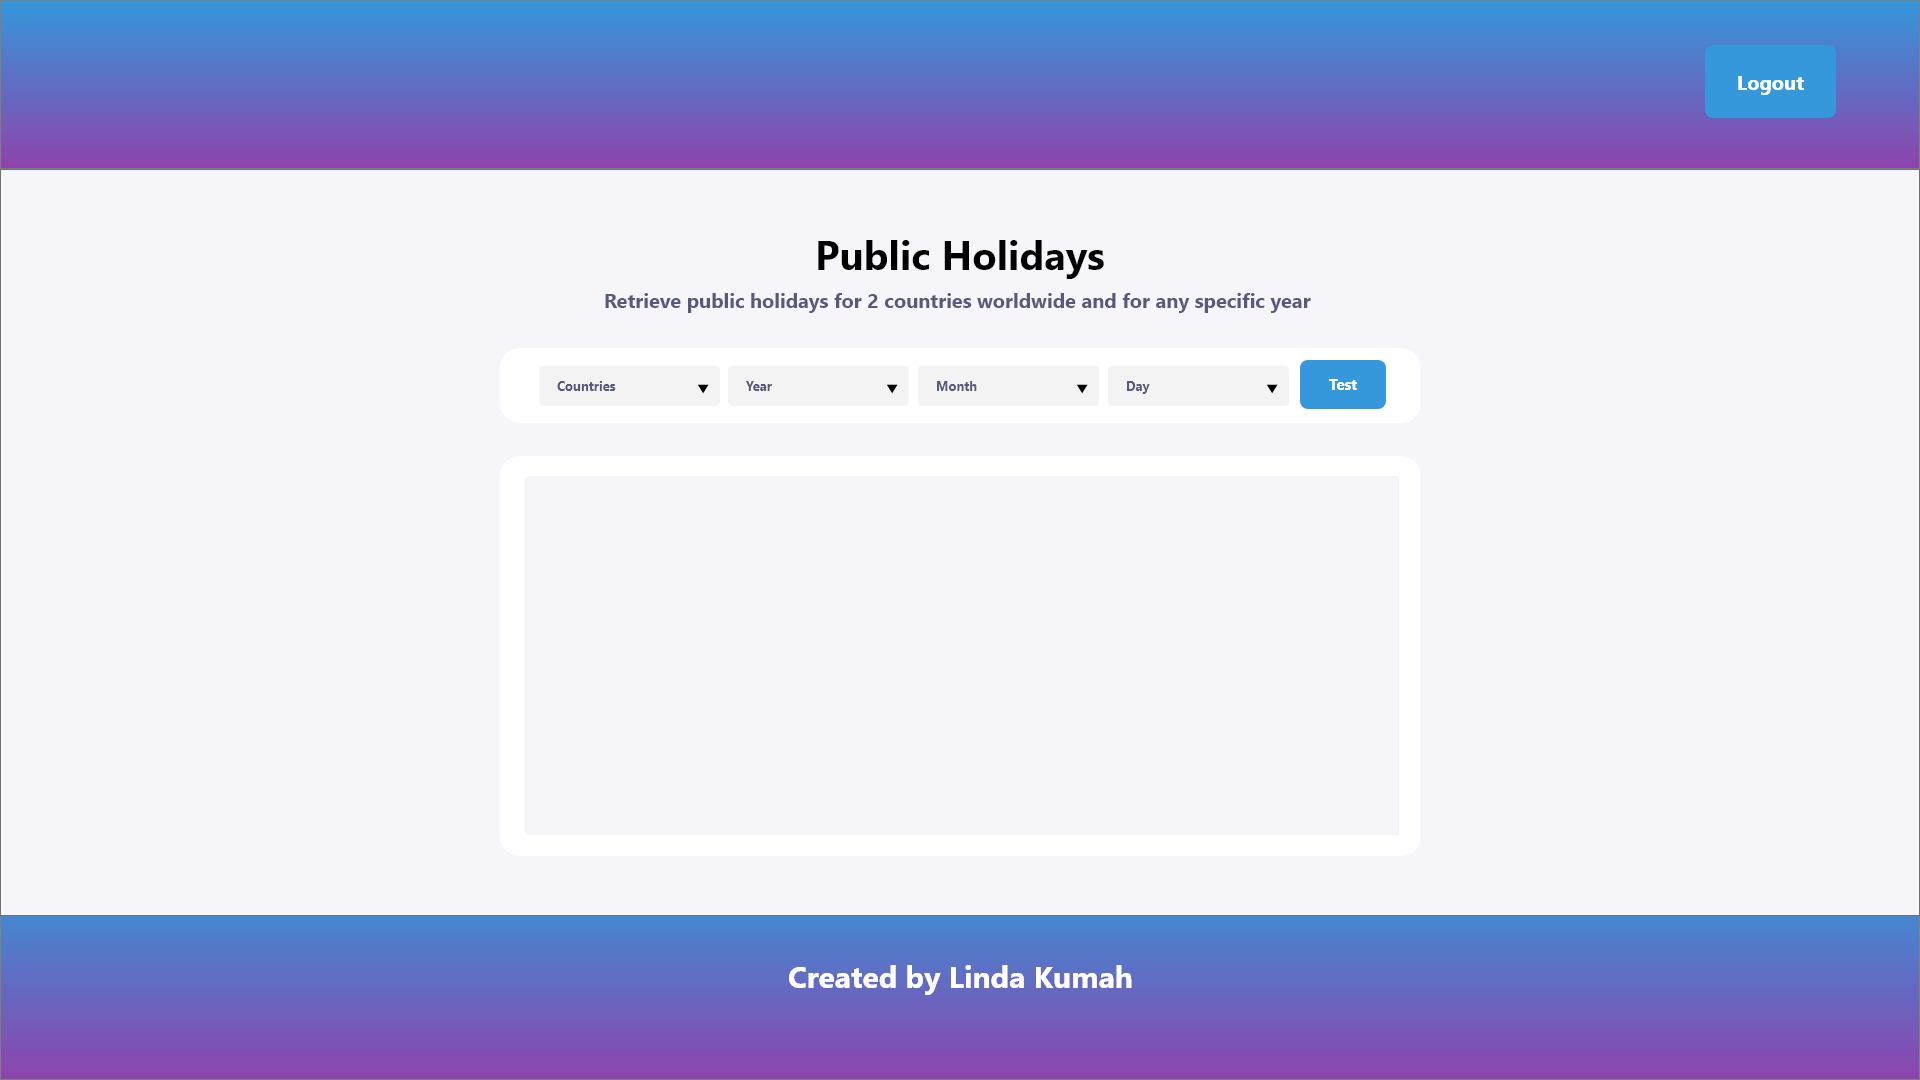 Logout
Public Holidays
Retrieve public holidays for 2 countries worldwide and for any specific year
Countries Year Month Day Test
Created by Linda Kumah